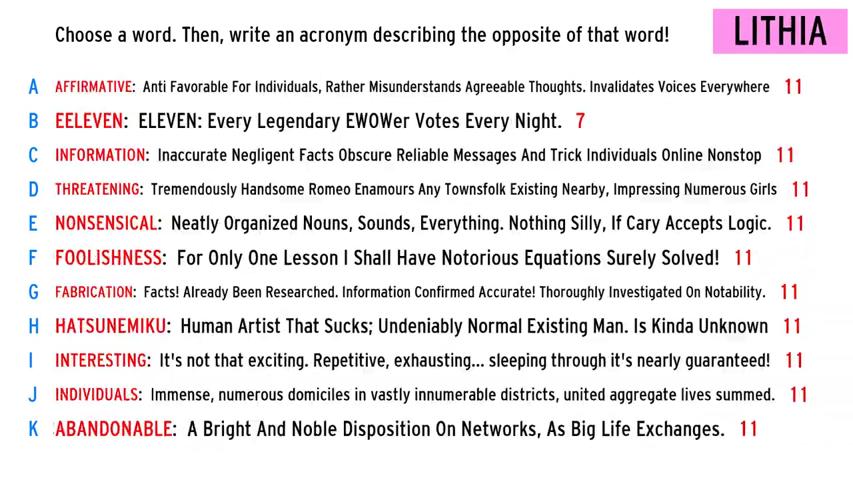 Choose a word. Then, write an acronym describing the opposite of that word!
LITHIA
A AFFIRMATIVE: Anti Favorable For Individuals, Rather Misunderstands Agreeable Thoughts. Invalidates Voices Everywhere 11
B EELEVEN: ELEVEN: Every Legendary EWOWer Votes Every Night. 7
C INFORMATION: Inaccurate Negligent Facts Obscure Reliable Messages And Trick Individuals Online Nonstop 11
D THREATENING: Tremendously Handsome Romeo Enamours Any Townsfolk Existing Nearby, Impressing Numerous Girls 11
E NONSENSICAL: Neatly Organized Nouns, Sounds, Everything. Nothing Silly, If Cary Accepts Logic. 11
F FOOLISHNESS: For Only One Lesson I Shall Have Notorious Equations Surely Solved! 11
G FABRICATION: Facts! Already Been Researched. Information Confirmed Accurate! Thoroughly Investigated On Notability. 11
H HATSUNEMIKU: Human Artist That Sucks; Undeniably Normal Existing Man. Is Kinda Unknown 11
I INTERESTING: It's not that exciting. Repetitive, exhausting... sleeping through it's nearly guaranteed! 11
J INDIVIDUALS: Immense, numerous domiciles in vastly innumerable districts, united aggregate lives summed. 11
K ABANDONABLE: A Bright And Noble Disposition On Networks, As Big Life Exchanges. 11